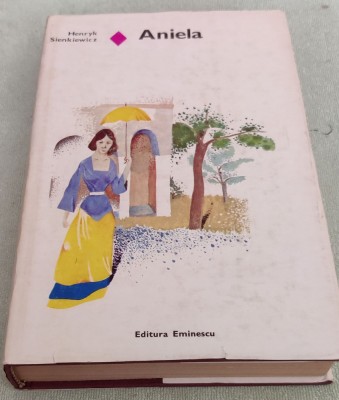 Henryk
Sienkiewicz
Aniela
Editura Eminescu